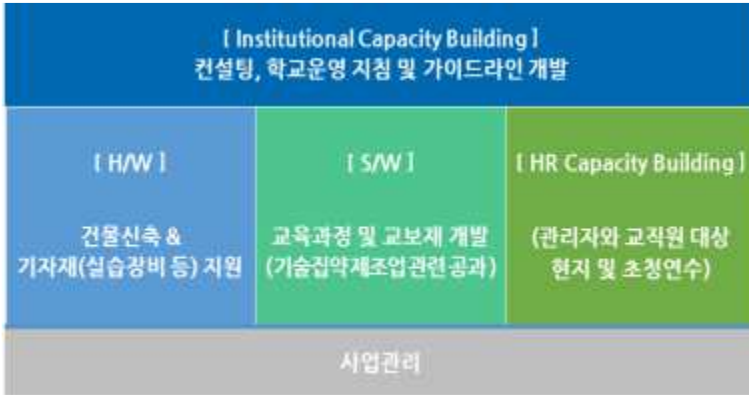 [ Institutional Capacity Building ]
컨설팅, 학교운영 지침 및 가이드라인 개발
[ H/W ]
건물신축 &
기자재(실습장비 등) 지원
[ S/W ]
교육과정 및 교보재 개발
(기술집약제조업관련공과)
[ HR Capacity Building ]
(관리자와 교직원 대상
현지 및 초청연수)
사업관리